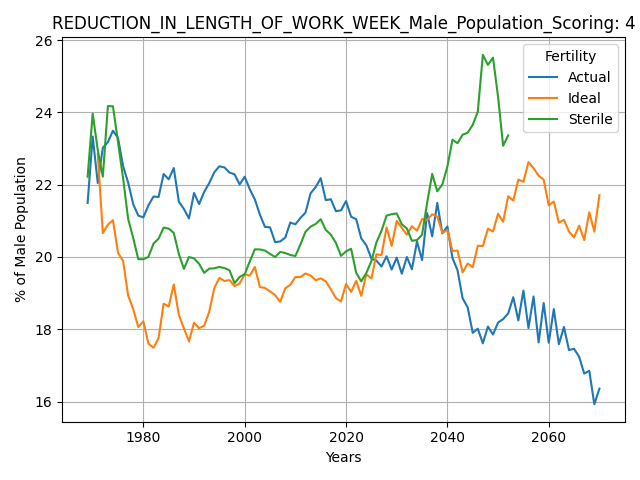 REDUCTION_IN_LENGTH_OF_WORK_WEEK_Male_Population_Scoring: 4
26
24
22
20
18
16
% of Male Population
Fertility
Actual
Ideal
Sterile
1980
2000
2020
2040
2060
Years